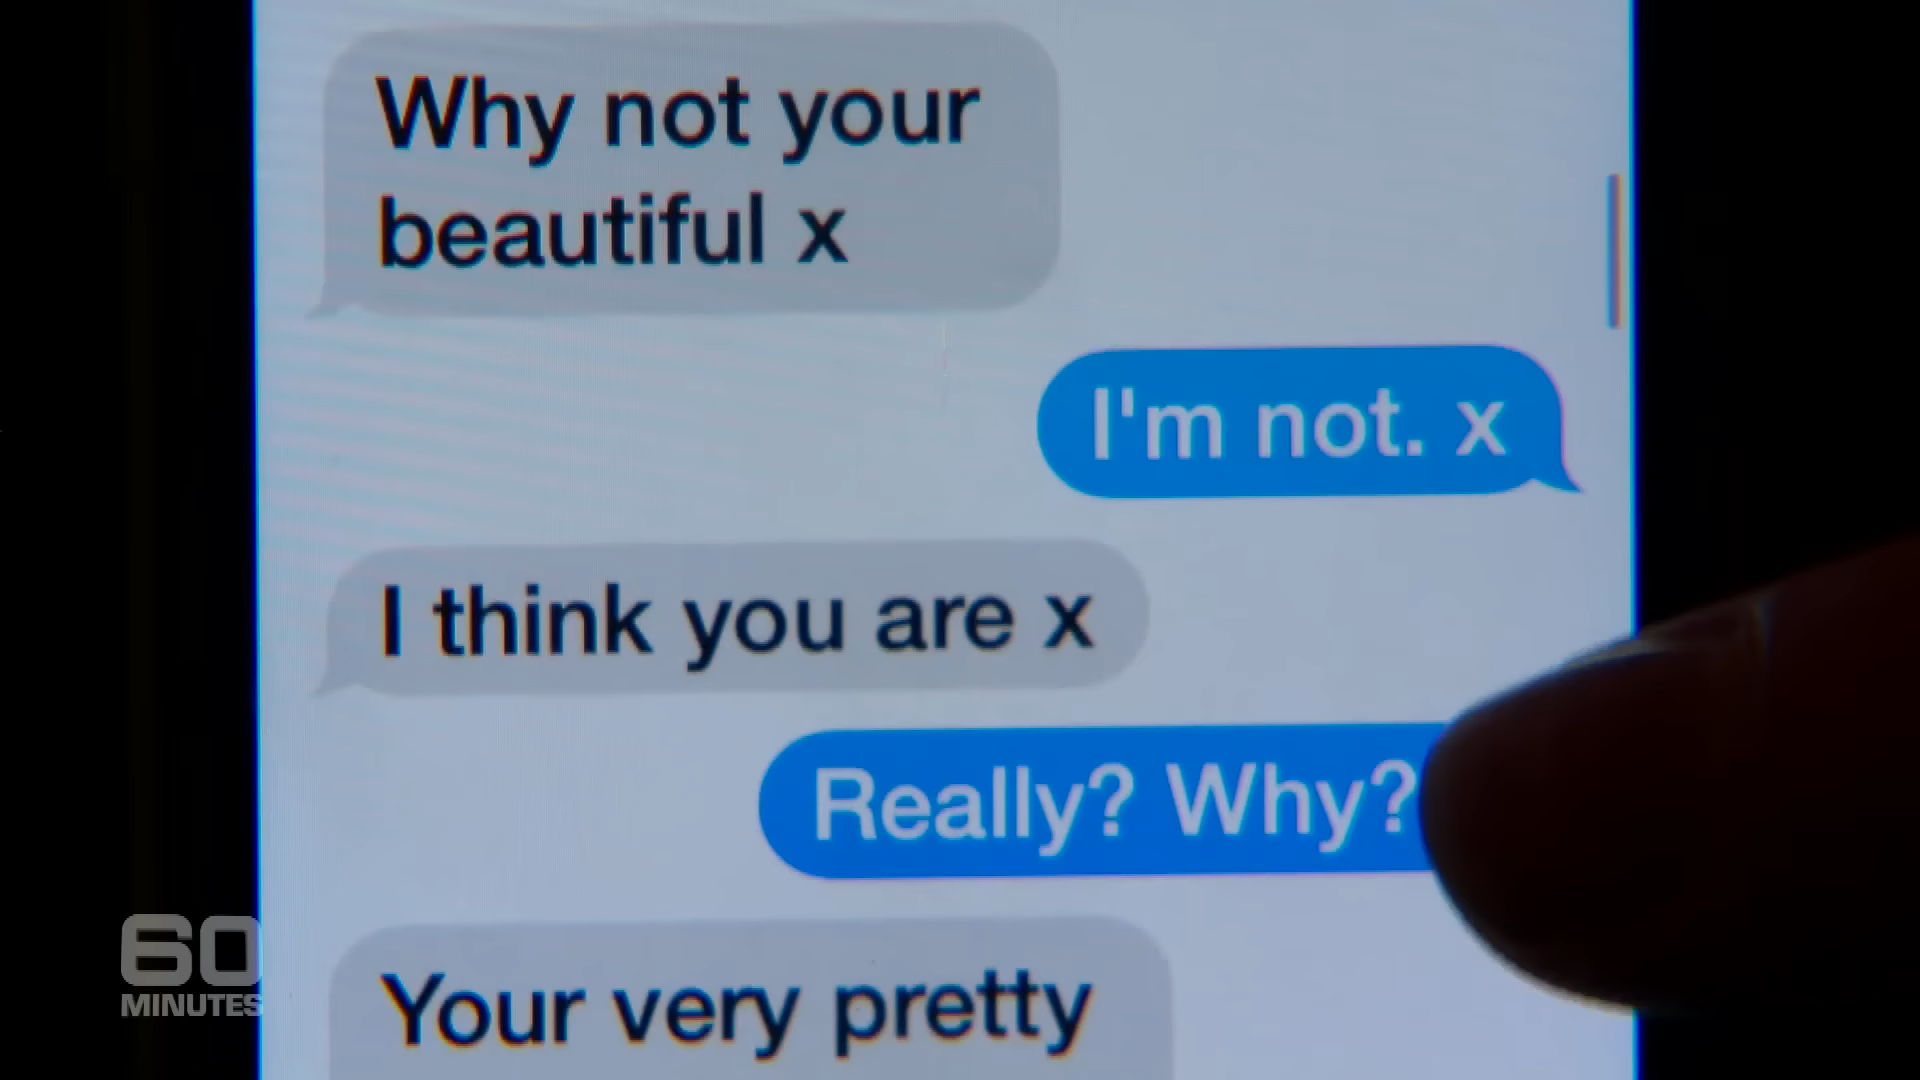 Why not your
beautiful x
I'm not. x
I think you are x
Really? Why?
Your very pretty
60
MINUTES